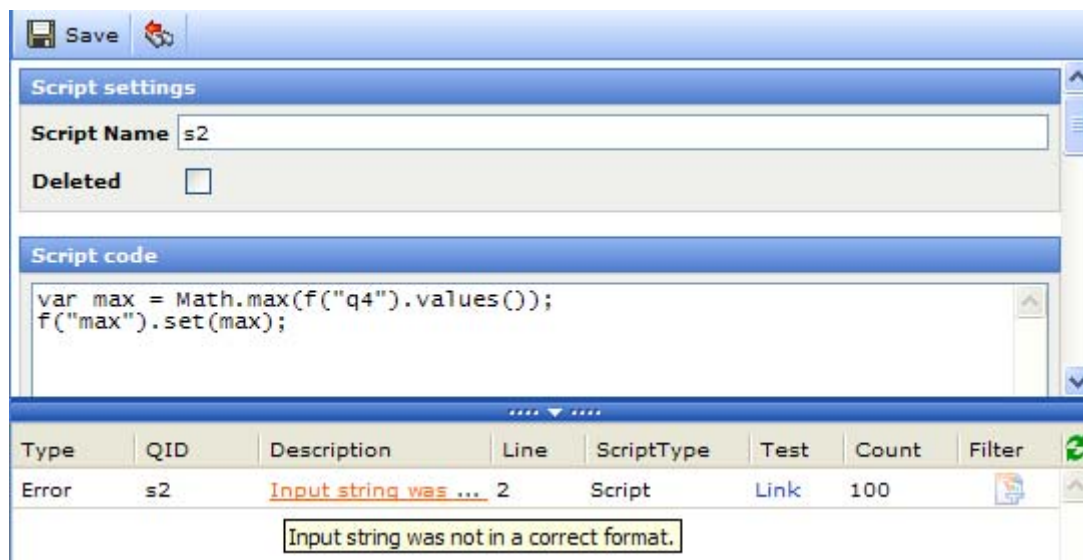 Save
Script settings
Script Name s2
Deleted
Script code
var max = Math.max(f("q4").values());
f("max").set(max);
Type QID Description Line ScriptType Test Count Filter
Error s2 Input string was ... 2 Script Link 100
Input string was not in a correct format.